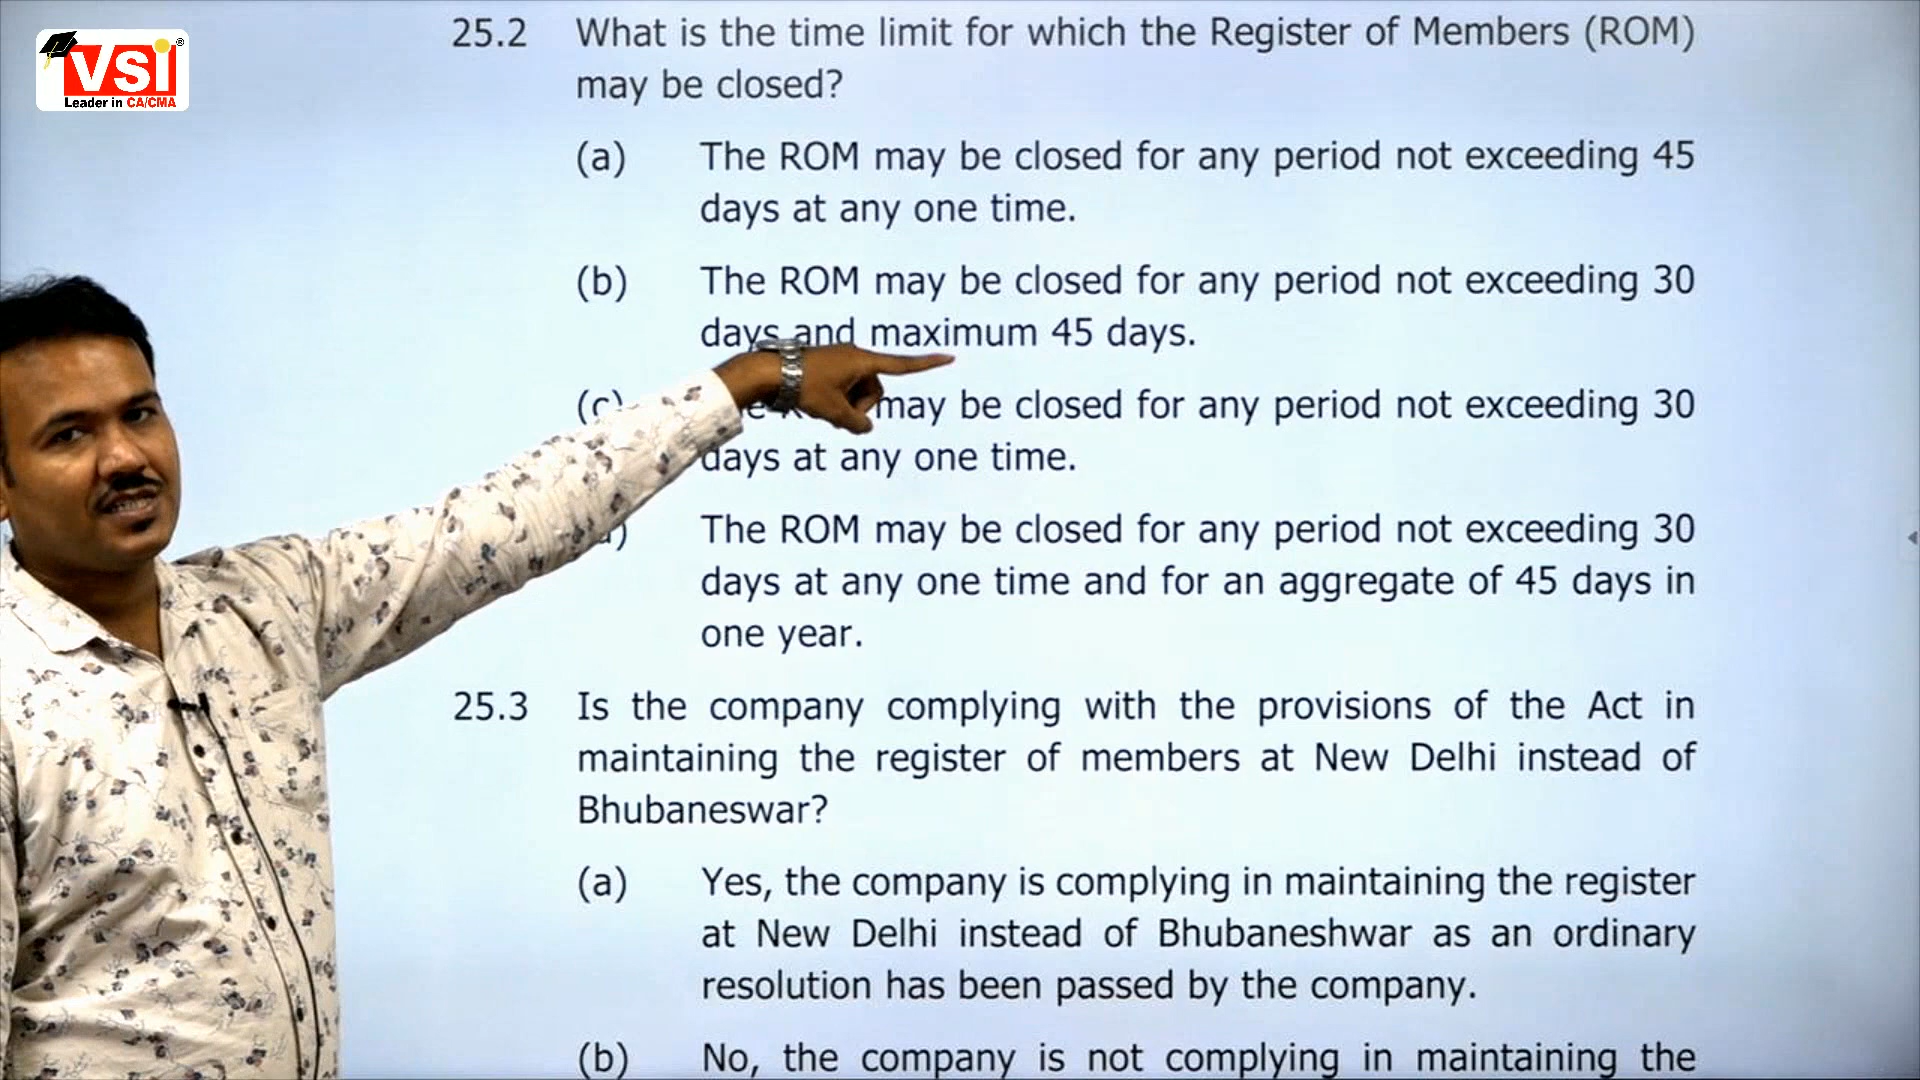 VSI
®
Leader in CA/CMA
25.2 What is the time limit for which the Register of Members (ROM)
may be closed?
(a) The ROM may be closed for any period not exceeding 45
days at any one time.
(b) The ROM may be closed for any period not exceeding 30
days and maximum 45 days.
(c) may be closed for any period not exceeding 30
days at any one time.
The ROM may be closed for any period not exceeding 30
days at any one time and for an aggregate of 45 days in
one year.
25.3 Is the company complying with the provisions of the Act in
maintaining the register of members at New Delhi instead of
Bhubaneswar?
(a) Yes, the company is complying in maintaining the register
at New Delhi instead of Bhubaneshwar as an ordinary
resolution has been passed by the company.
(b) No, the company is not complying in maintaining the